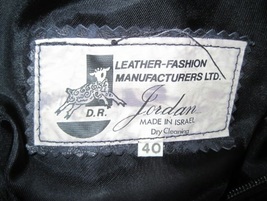 LEATHER-FASHION
MANUFACTURERS LTD.
D.R.
Jordan
MADE IN ISRAEL
Dry Cleaning
40